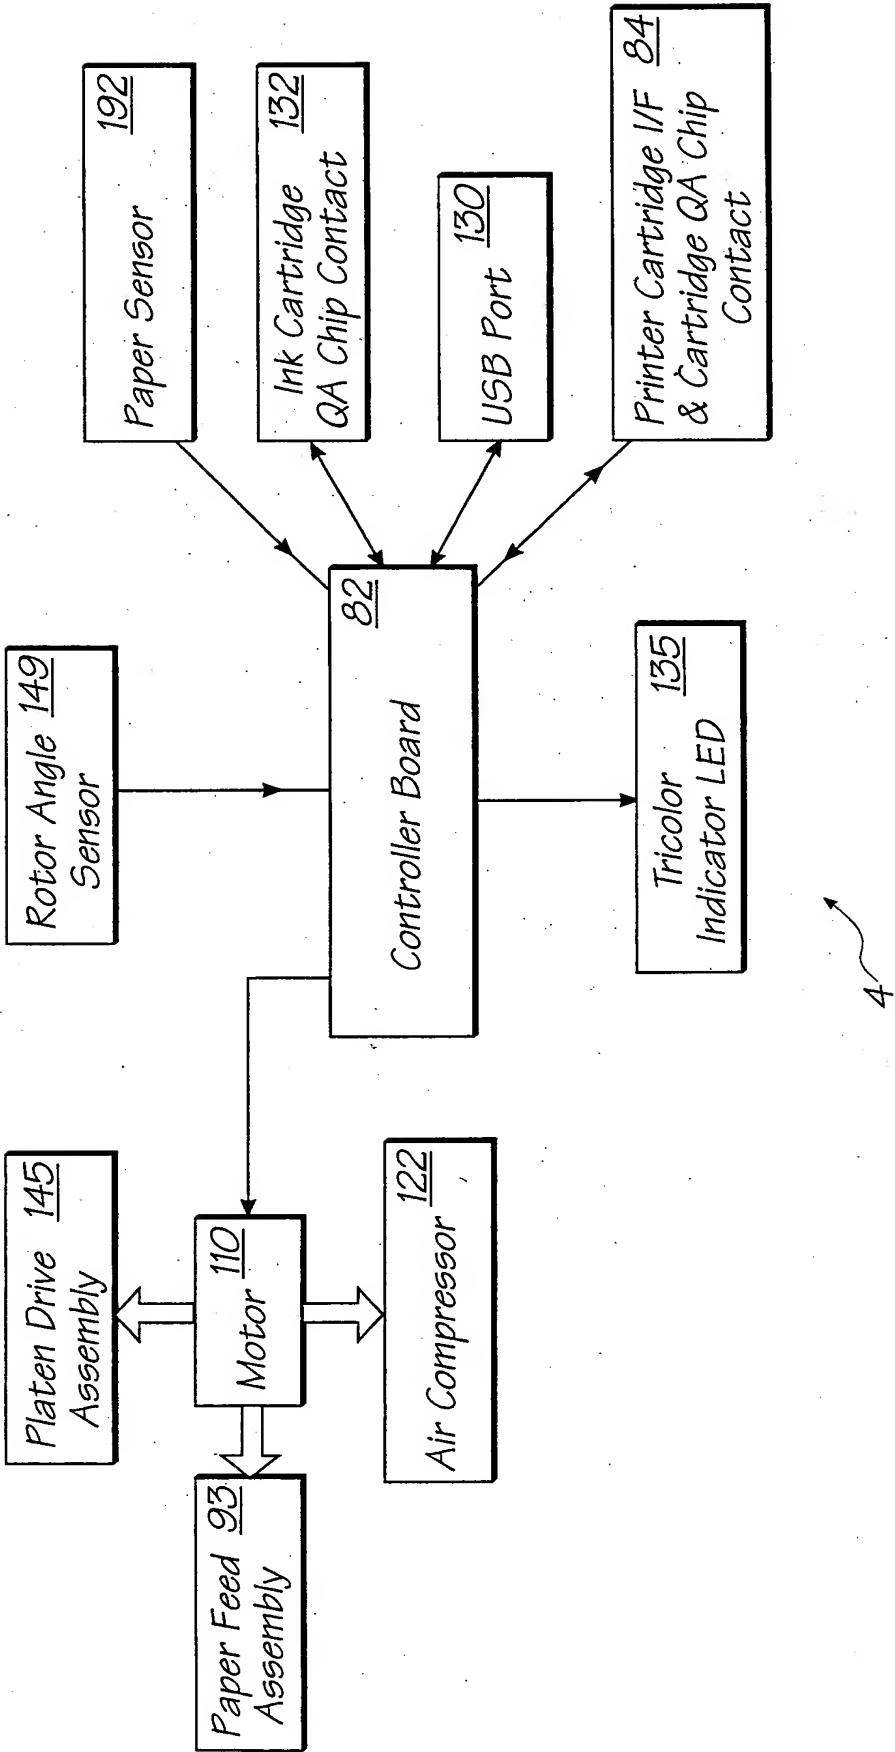 Platen Drive 145
Assembly
Rotor Angle 149
Sensor
192
Paper Sensor
Paper Feed 93
Assembly
110
Motor
Ink Cartridge 132
QA Chip Contact
82
Controller Board
122
Air Compressor
130
USB Port
Printer Cartridge I/F 84
& Cartridge QA Chip
Contact
Tricolor 135
Indicator LED
4